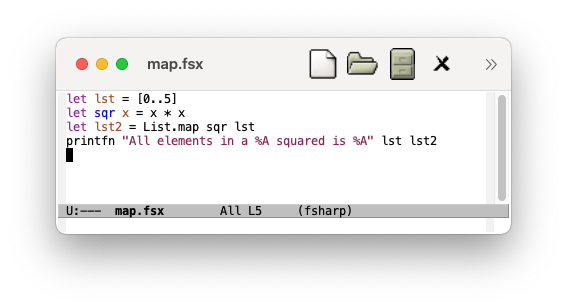 map.fsx
let lst = [0..5]
let sqr x = x * x
let lst2 = List.map sqr lst
printfn "All elements in a %A squared is %A" lst lst2
U:---  map.fsx        All L5     (fsharp)